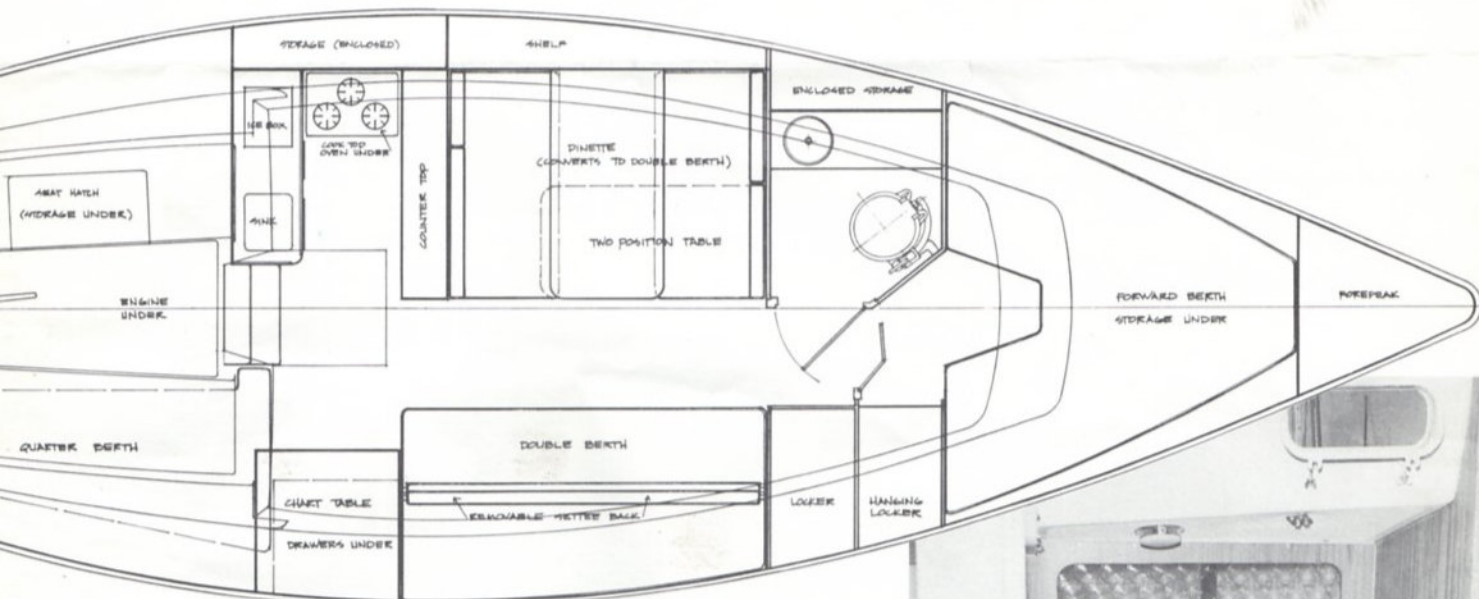 STORAGE (ENCLOSED)
SHELF
ENCLOSED STORAGE
ICE BOX
COOK TOP
OVEN UNDER
DINETTE
(CONVERTS TO DOUBLE BERTH)
SEAT HATCH
(STORAGE UNDER)
SINK
COUNTER TOP
TWO POSITION TABLE
ENGINE
UNDER
FORWARD BERTH
STORAGE UNDER
FOREPEAK
QUARTER BERTH
DOUBLE BERTH
CHART TABLE
REMOVABLE SETTEE BACK
LOCKER
HANGING
LOCKER
DRAWERS UNDER